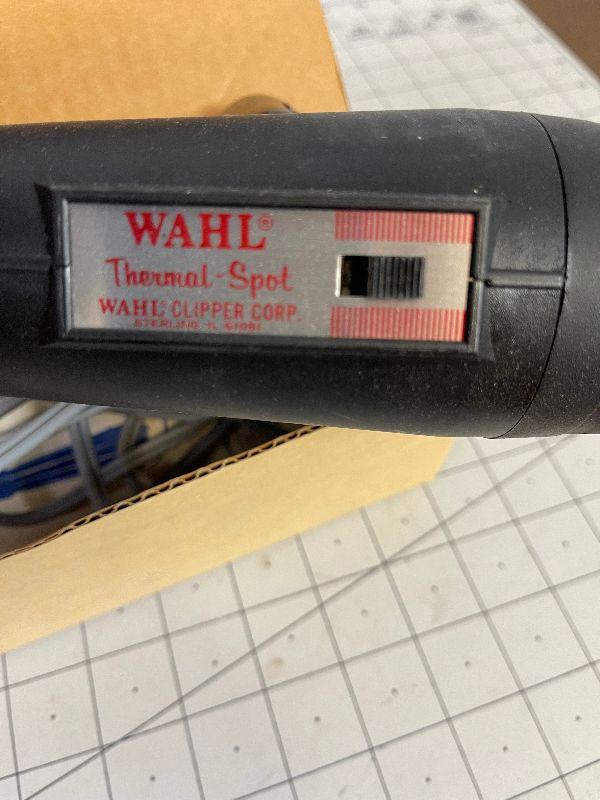 WAHL®
Thermal-Spot
WAHL® CLIPPER CORP.
STERLING, IL 61081